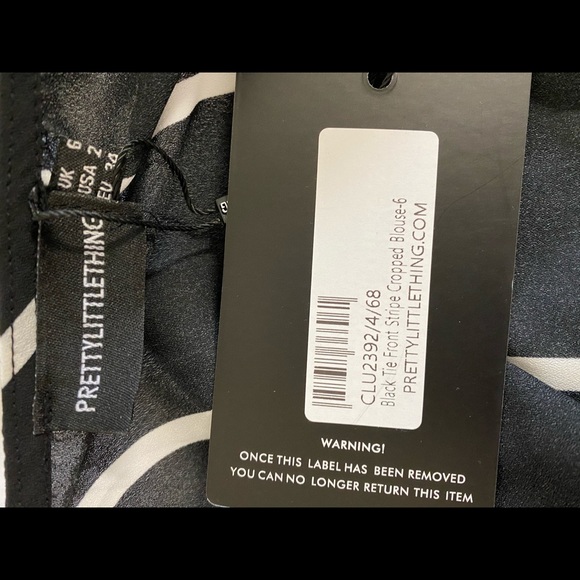 UK 6
USA 2
EU 34
PRETTYLITTLETHING
CLU2392/4/68
Black Tie Front Stripe Cropped Blouse-6
PRETTYLITTLETHING.COM
WARNING!
ONCE THIS LABEL HAS BEEN REMOVED
YOU CAN NO LONGER RETURN THIS ITEM